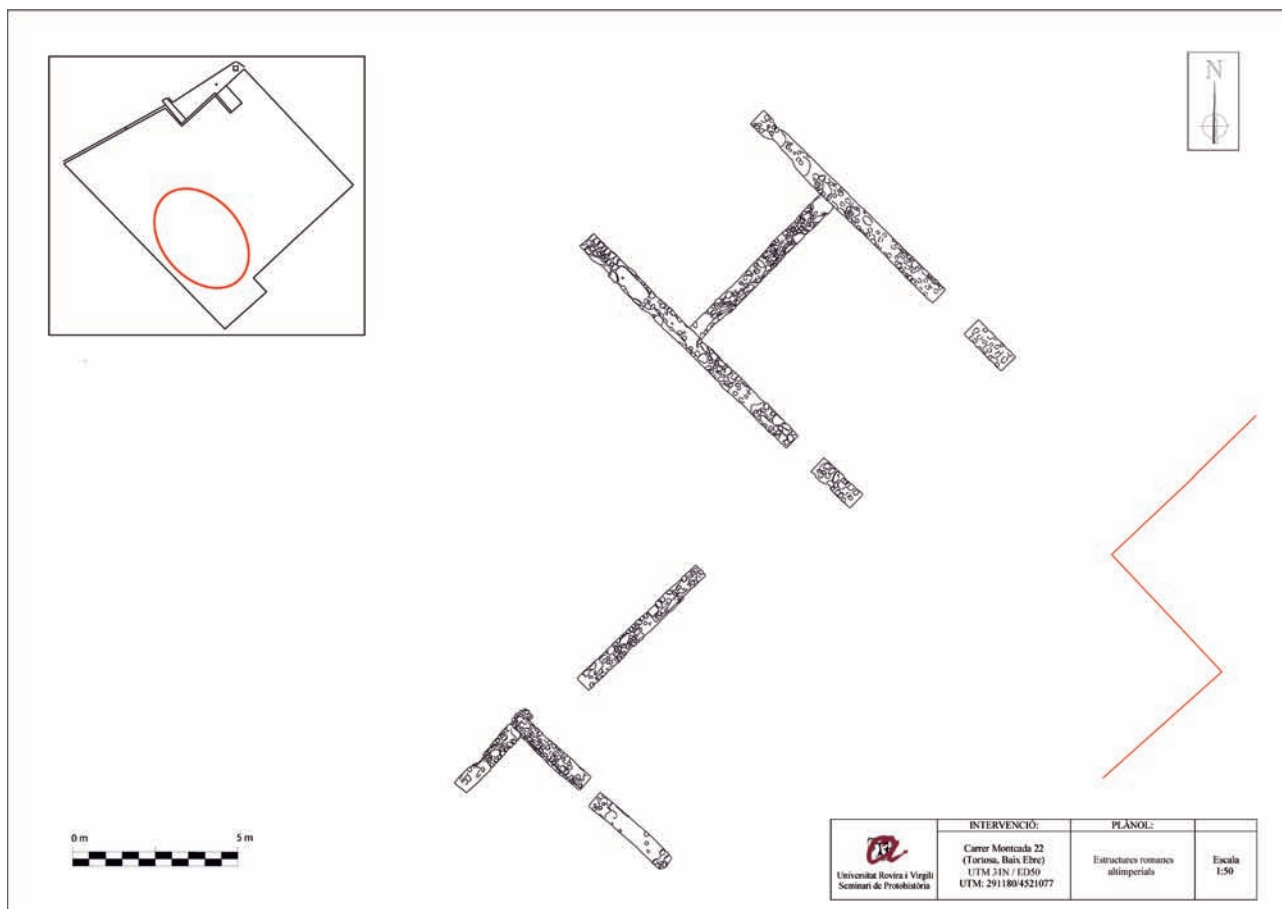 N
0 m 5 m
INTERVENCIÓ: PLÀNOL:
Carrer Montcada 22
(Tortosa, Baix Ebre)
UTM 31N / ED50
UTM: 291180/4521077
Estructures romanes
altimperials
Escala
1:50
Universitat Rovira i Virgili
Seminari de Protohistòria